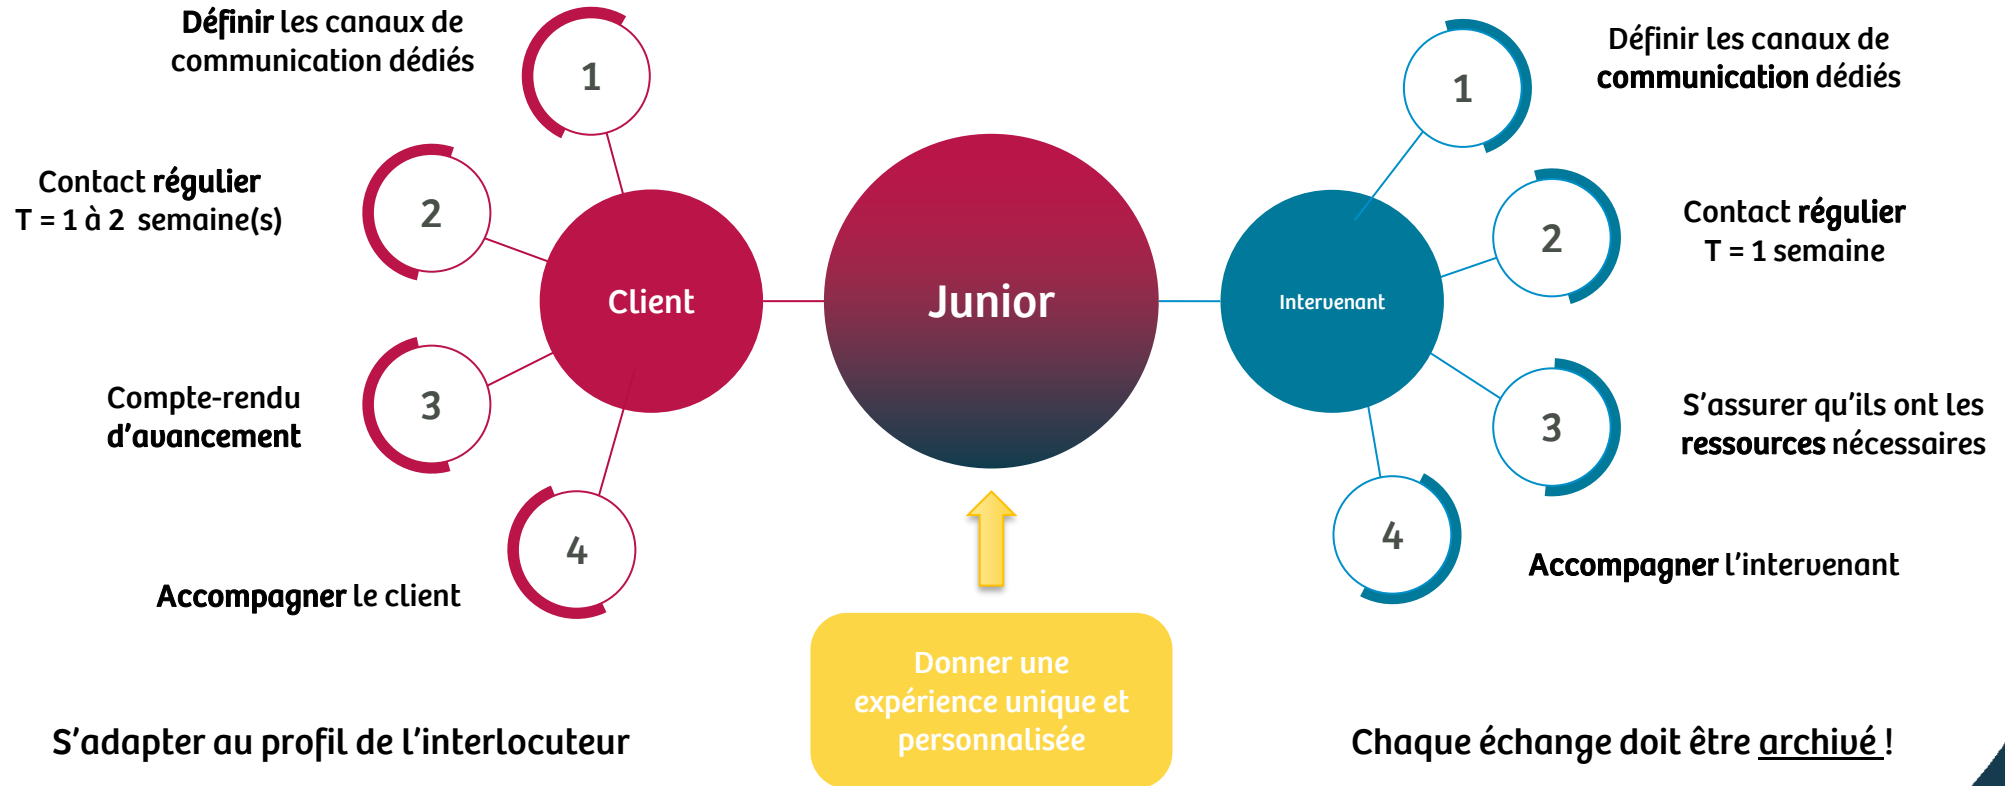 Définir les canaux de
communication dédiés
1
Contact régulier
T = 1 à 2 semaine(s)
2
Compte-rendu
d'avancement
3
Accompagner le client
4
Client
Junior
Intervenant
1
Définir les canaux de
communication dédiés
2
Contact régulier
T = 1 semaine
3
S'assurer qu'ils ont les
ressources nécessaires
4
Accompagner l'intervenant
Donner une
expérience unique et
personnalisée
S'adapter au profil de l'interlocuteur
Chaque échange doit être archivé !